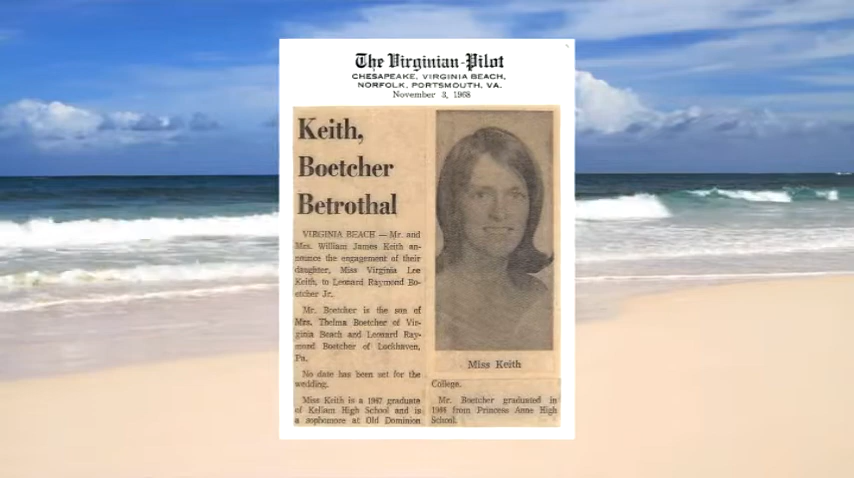 The Virginian-Pilot
CHESAPEAKE, VIRGINIA BEACH,
NORFOLK, PORTSMOUTH, VA.
November 3, 1968
Keith,
Boetcher
Betrothal
VIRGINIA BEACH — Mr. and
Mrs. William James Keith an-
nounce the engagement of their
daughter, Miss Virginia Lee
Keith, to Leonard Raymond Bo-
etcher Jr.
Mr. Boetcher is the son of
Mrs. Thelma Boetcher of Vir-
ginia Beach and Leonard Ray-
mond Boetcher of Lockhaven,
Pa.
No date has been set for the
wedding.
Miss Keith is a 1967 graduate
of Kellam High School and is
a sophomore at Old Dominion
Miss Keith
College.
Mr. Boetcher graduated in
1966 from Princess Anne High
School.